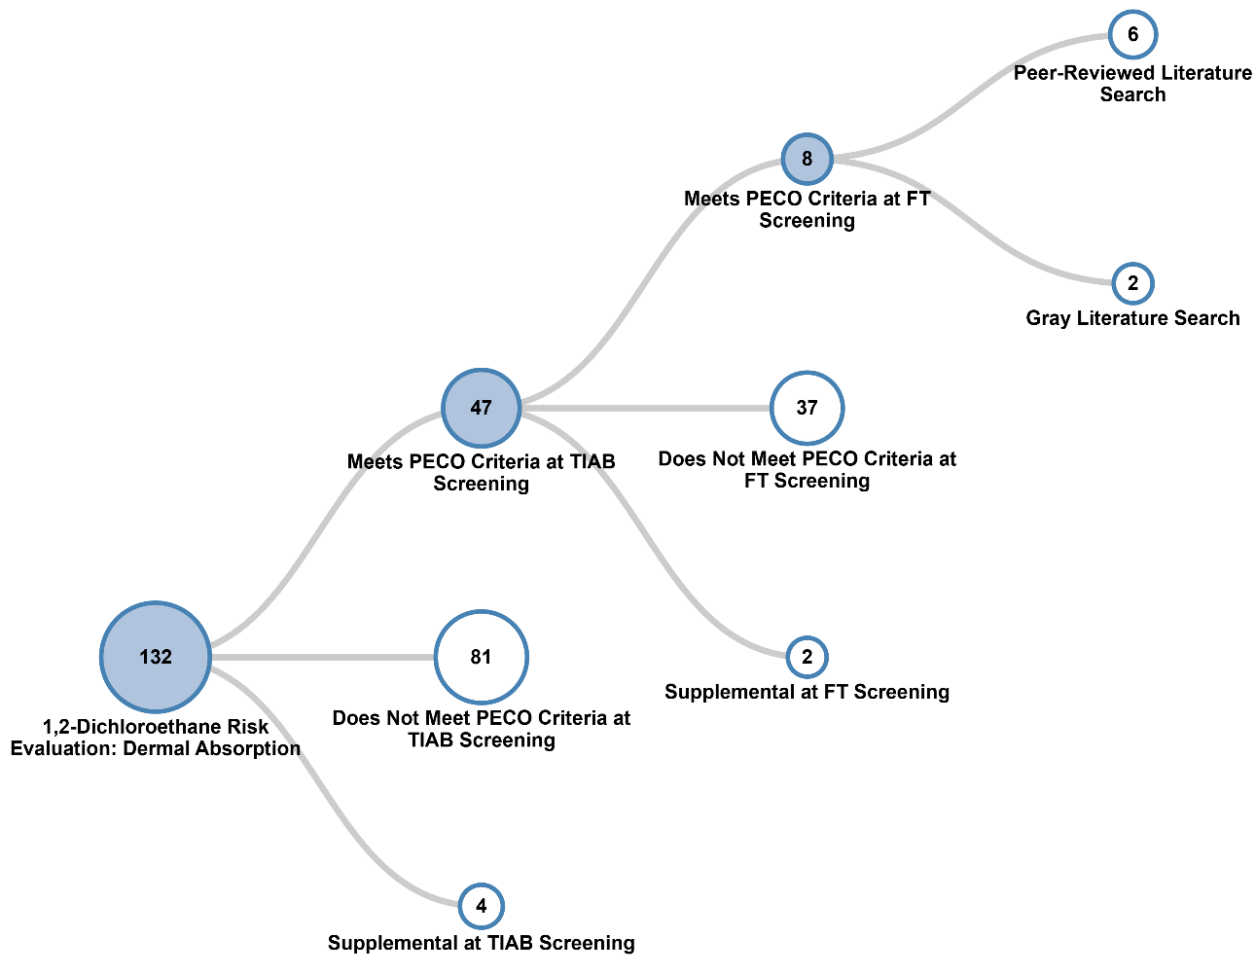 6
Peer-Reviewed Literature
Search
8
Meets PECO Criteria at FT
Screening
2
Gray Literature Search
47
Meets PECO Criteria at TIAB
Screening
37
Does Not Meet PECO Criteria at
FT Screening
132
1,2-Dichloroethane Risk
Evaluation: Dermal Absorption
81
Does Not Meet PECO Criteria at
TIAB Screening
2
Supplemental at FT Screening
4
Supplemental at TIAB Screening